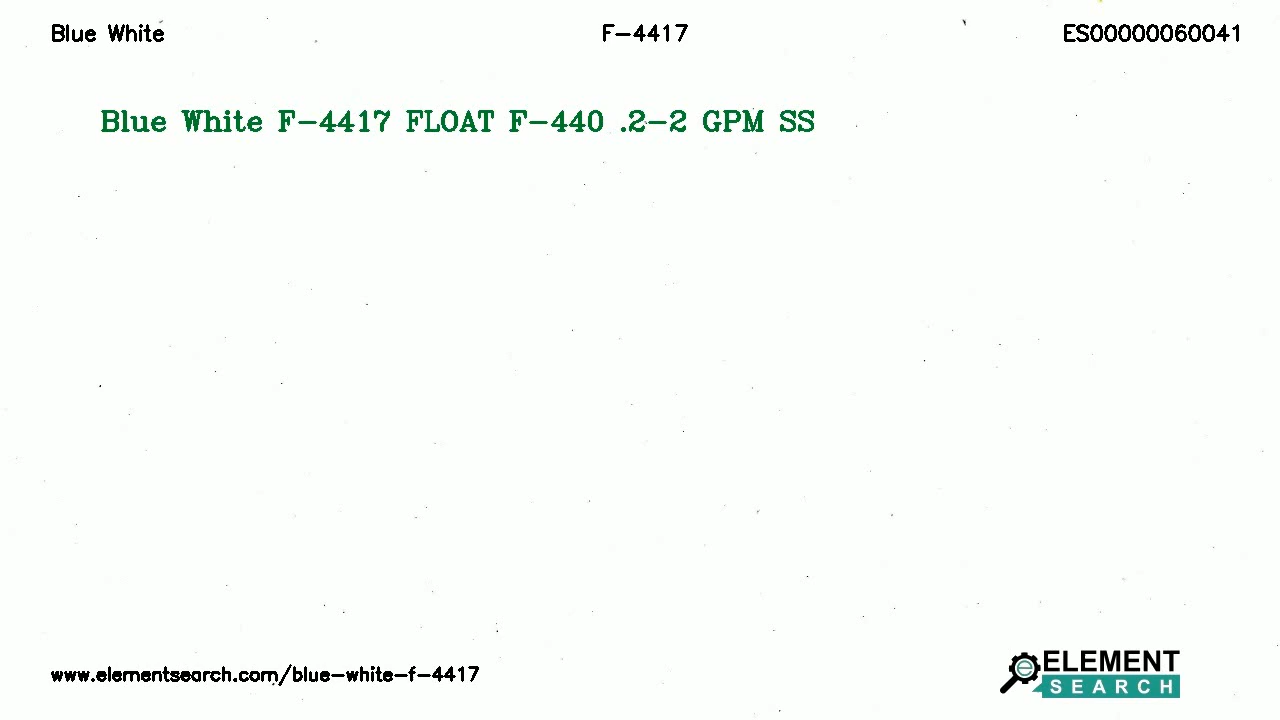 Blue White F-4417 ES00000060041
Blue White F-4417 FLOAT F-440 .2-2 GPM SS
www.elementsearch.com/blue-white-f-4417
e ELEMENT
SEARCH